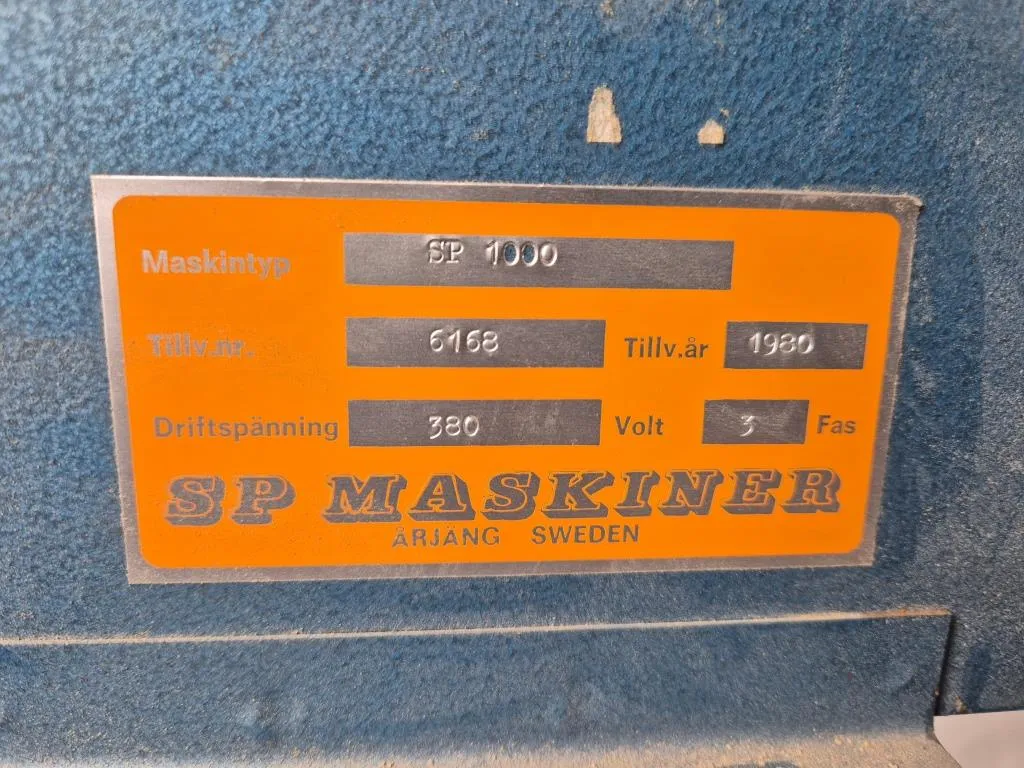 Maskintyp SP 1000
Tillv.nr. 6168 Tillv.år 1980
Driftspänning 380 Volt 3 Fas
SP MASKINER
ÅRJÄNG SWEDEN